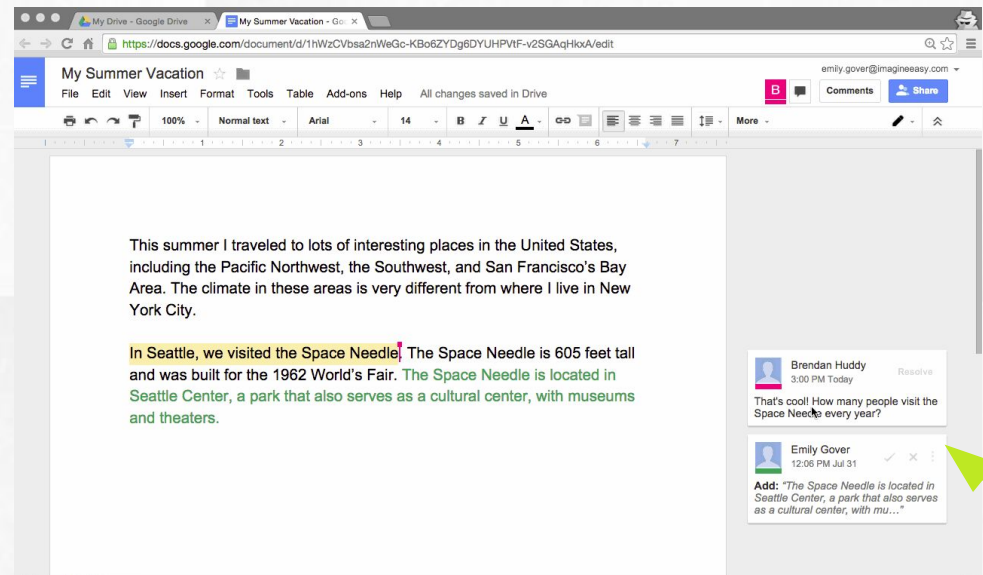 My Drive - Google Drive × My Summer Vacation - Goo ×
https://docs.google.com/document/d/1hWzCVbsa2nWeGc-KBo6ZYDg6DYUHPVtF-v2SGAqHkxA/edit
emily.gover@imagineeasy.com
My Summer Vacation
File Edit View Insert Format Tools Table Add-ons Help All changes saved in Drive
B Comments Share
100% Normal text Arial 14 B I U A More
1 2 3 4 5 6 7
This summer I traveled to lots of interesting places in the United States,
including the Pacific Northwest, the Southwest, and San Francisco's Bay
Area. The climate in these areas is very different from where I live in New
York City.
In Seattle, we visited the Space Needle. The Space Needle is 605 feet tall
and was built for the 1962 World's Fair. The Space Needle is located in
Seattle Center, a park that also serves as a cultural center, with museums
and theaters.
Brendan Huddy
3:00 PM Today
Resolve
That's cool! How many people visit the
Space Needle every year?
Emily Gover
12:06 PM Jul 31
Add: "The Space Needle is located in
Seattle Center, a park that also serves
as a cultural center, with mu…"